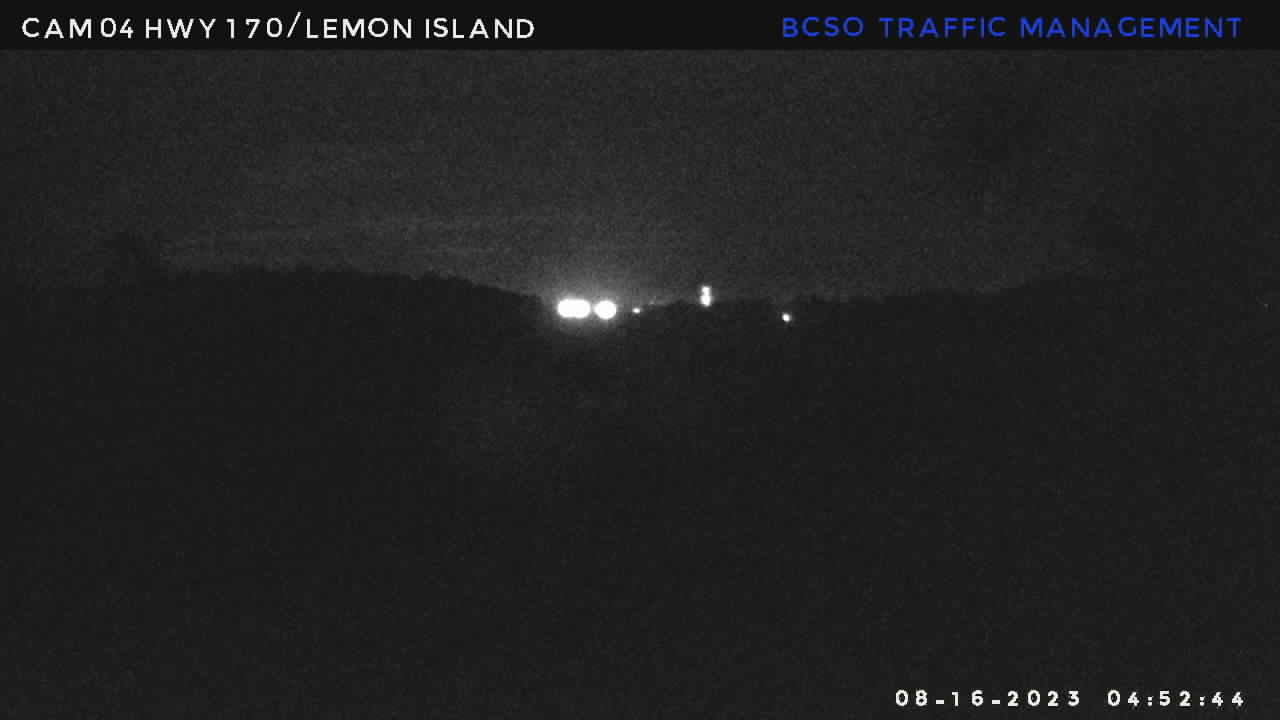 CAM04 HWY 170/LEMON ISLAND
BCSO TRAFFIC MANAGEMENT
08-16-2023 04:52:44